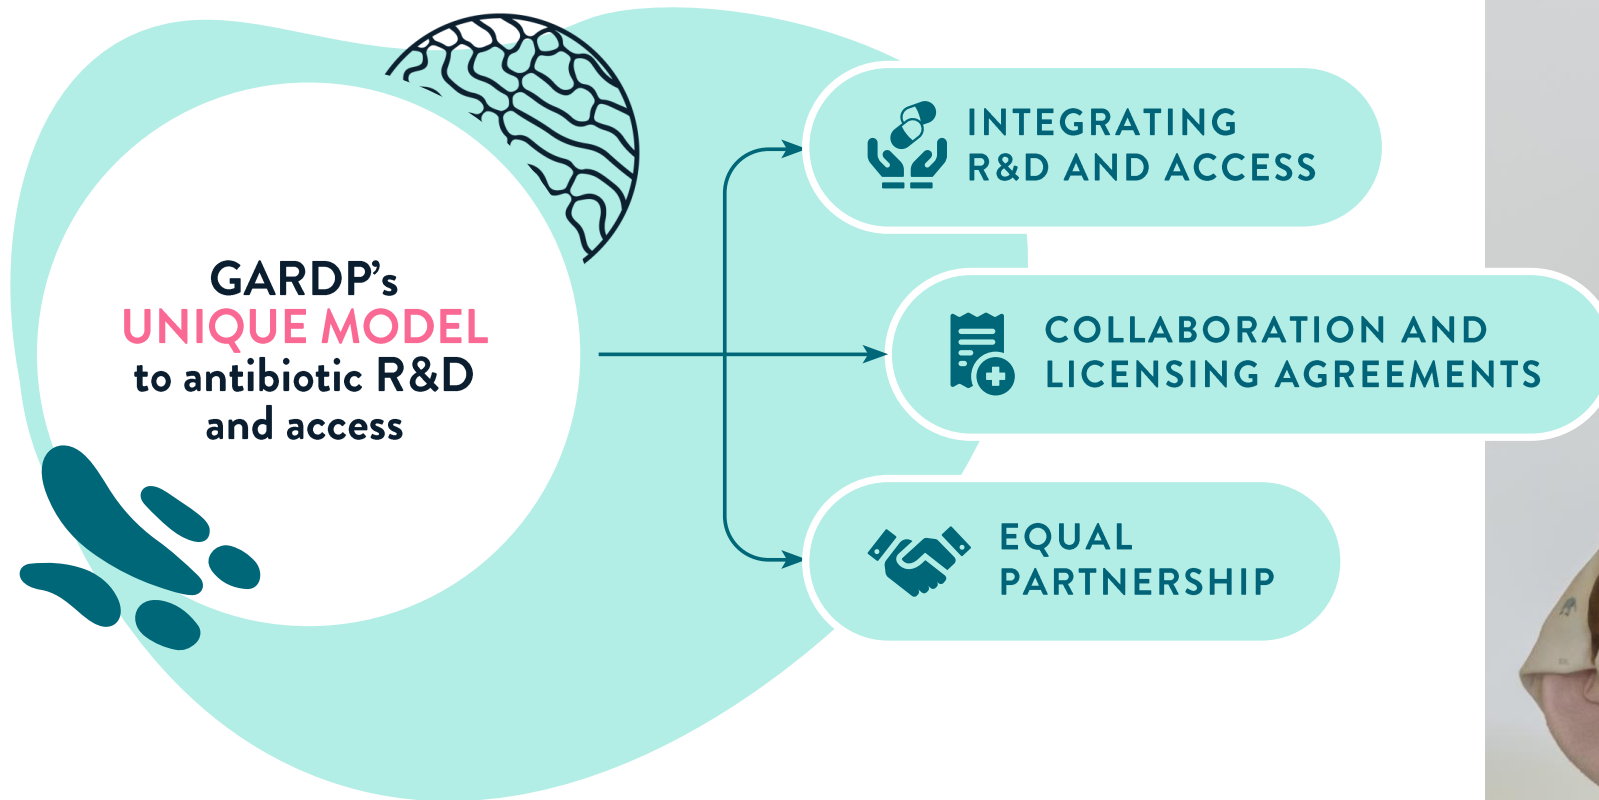 GARDP’s
UNIQUE MODEL
to antibiotic R&D
and access
INTEGRATING
R&D AND ACCESS
COLLABORATION AND
LICENSING AGREEMENTS
EQUAL
PARTNERSHIP